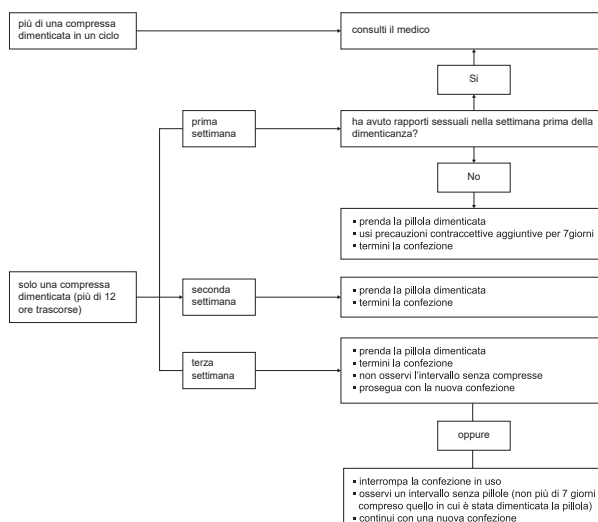 più di una compressa
dimenticata in un ciclo
consulti il medico
Si
prima
settimana
ha avuto rapporti sessuali nella settimana prima della
dimenticanza?
No
▪ prenda la pillola dimenticata
▪ usi precauzioni contraccettive aggiuntive per 7giorni
▪ termini la confezione
solo una compressa
dimenticata (più di 12
ore trascorse)
seconda
settimana
▪ prenda la pillola dimenticata
▪ termini la confezione
terza
settimana
▪ prenda la pillola dimenticata
▪ termini la confezione
▪ non osservi l'intervallo senza compresse
▪ prosegua con la nuova confezione
oppure
▪ interrompa la confezione in uso
▪ osservi un intervallo senza pillole (non più di 7 giorni
compreso quello in cui è stata dimenticata la pillola)
▪ continui con una nuova confezione